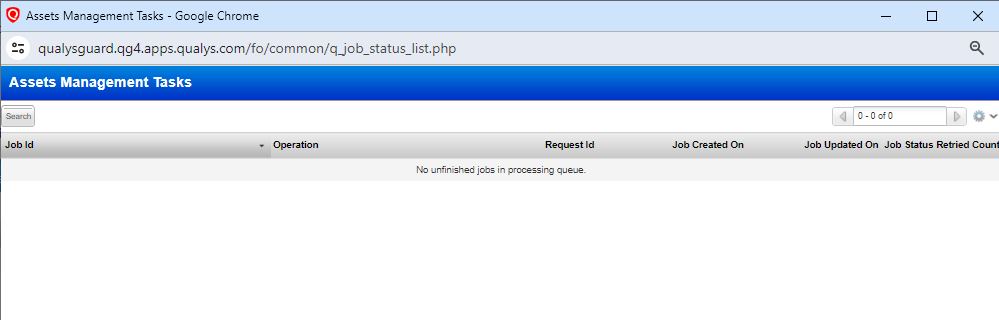 Assets Management Tasks - Google Chrome
qualysguard.qg4.apps.qualys.com/fo/common/q_job_status_list.php
Assets Management Tasks
Search 0 - 0 of 0
Job Id Operation Request Id Job Created On Job Updated On Job Status Retried Count
No unfinished jobs in processing queue.